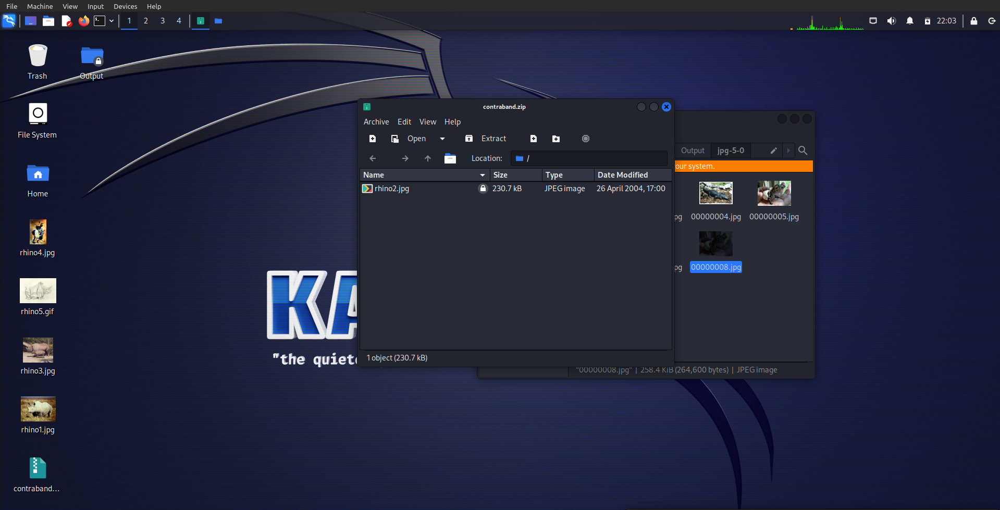 File Machine View Input Devices Help
1 2 3 4
22:03
Trash
Output
File System
Home
rhino4.jpg
rhino5.gif
rhino3.jpg
rhino1.jpg
contraband...
KA
"the quiet
contraband.zip
Archive Edit View Help
Open Extract
Location: /
Name Size Type Date Modified
rhino2.jpg 230.7 kB JPEG image 26 April 2004, 17:00
1 object (230.7 kB)
Output jpg-5-0
our system.
pg 00000004.jpg 00000005.jpg
pg 00000008.jpg
"00000008.jpg" | 258.4 KiB (264,600 bytes) | JPEG image